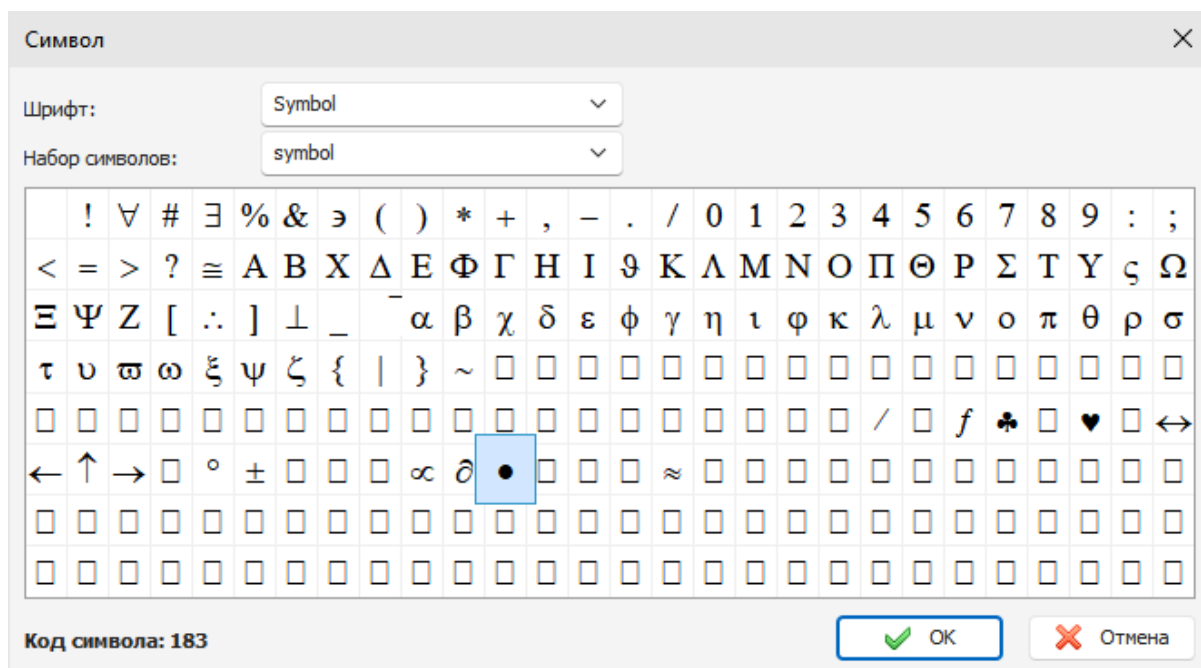 Символ
Шрифт: Symbol
Набор символов: symbol
! ∀ # ∃ % & ∍ ( ) * + , − . / 0 1 2 3 4 5 6 7 8 9 : ;
< = > ? ≅ Α Β Χ Δ Ε Φ Γ Η Ι ϑ Κ Λ Μ Ν Ο Π Θ Ρ Σ Τ Υ ς Ω
Ξ Ψ Ζ [ ∴ ] ⊥ _ ‾ α β χ δ ε φ γ η ι ϕ κ λ μ ν ο π θ ρ σ
τ υ ϖ ω ξ ψ ζ { | } ~ □ □ □ □ □ □ □ □ □ □ □ □ □ □ □ □ □
□ □ □ □ □ □ □ □ □ □ □ □ □ □ □ □ □ □ □ □ ⁄ □ ƒ ♣ □ ♥ □ ↔
← ↑ → □ ° ± □ □ □ ∝ ∂ • □ □ □ ≈ □ □ □ □ □ □ □ □ □ □ □ □
□ □ □ □ □ □ □ □ □ □ □ □ □ □ □ □ □ □ □ □ □ □ □ □ □ □ □ □
□ □ □ □ □ □ □ □ □ □ □ □ □ □ □ □ □ □ □ □ □ □ □ □ □ □ □ □
Код символа: 183 OK Отмена